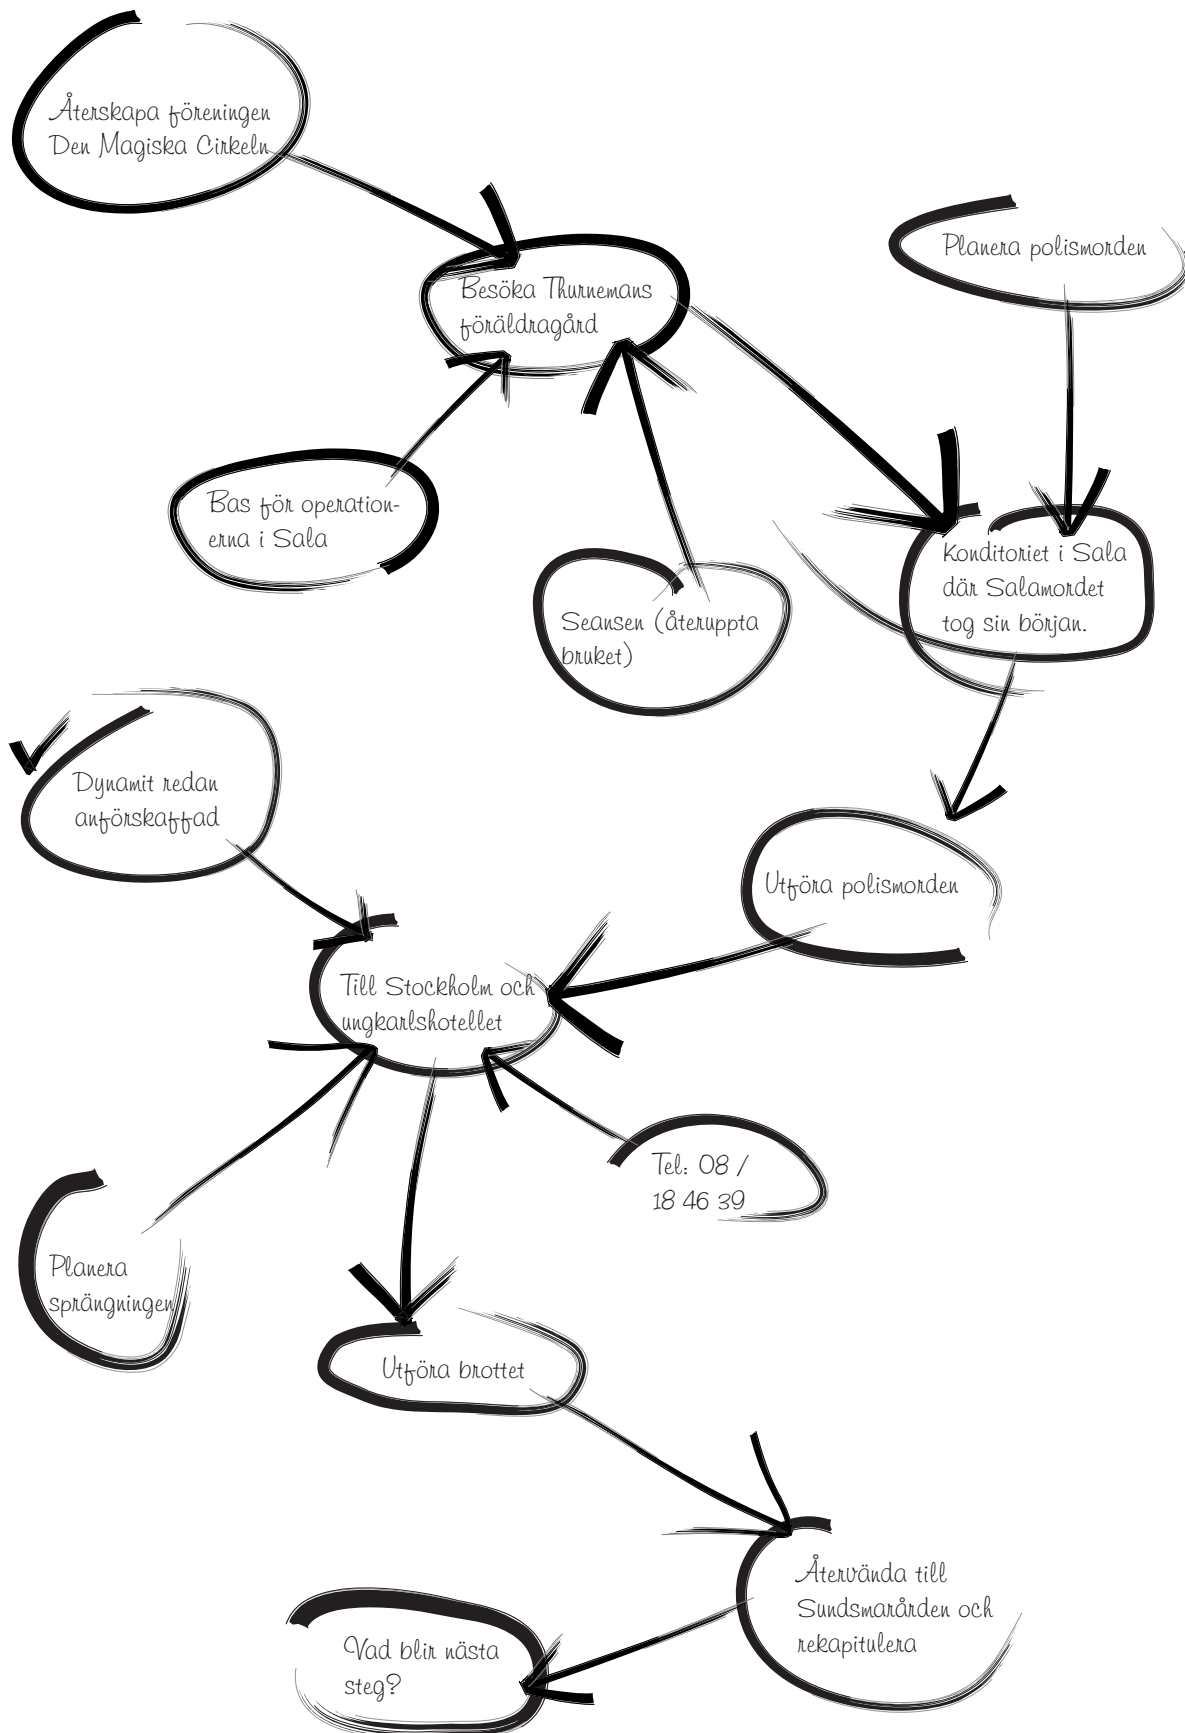 Återskapa föreningen
Den Magiska Cirkeln
Planera polismorden
Besöka Thurnemans
föräldragård
Bas för operation-
erna i Sala
Konditoriet i Sala
där Salamordet
tog sin början.
Seansen (återuppta
bruket)
Dynamit redan
anförskaffad
Utföra polismorden
Till Stockholm och
ungkarlshotellet
Tel: 08 /
18 46 39
Planera
sprängningen
Utföra brottet
Återvända till
Sundsmarården och
rekapitulera
Vad blir nästa
steg?